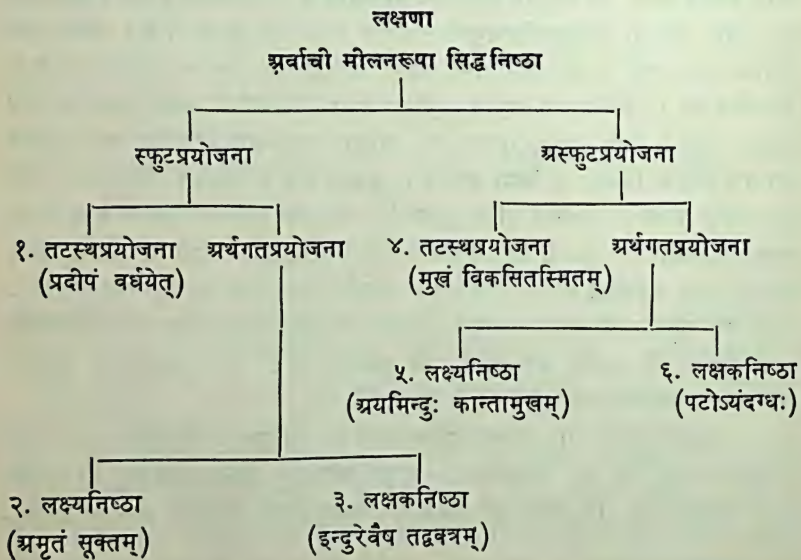 लक्षणा
अर्वाची मीलनरूपा सिद्धनिष्ठा
स्फुटप्रयोजना अस्फुटप्रयोजना
१. तटस्थप्रयोजना अर्थगतप्रयोजना ४. तटस्थप्रयोजना अर्थगतप्रयोजना
(प्रदीपं वर्धयेत्) (मुखं विकसितस्मितम्)
५. लक्ष्यनिष्ठा ६. लक्षकनिष्ठा
(अयमिन्दुः कान्तामुखम्) (पटोऽयंदग्धः)
२. लक्ष्यनिष्ठा ३. लक्षकनिष्ठा
(अमृतं सूक्तम्) (इन्दुरेवैष तद्वक्त्रम्)